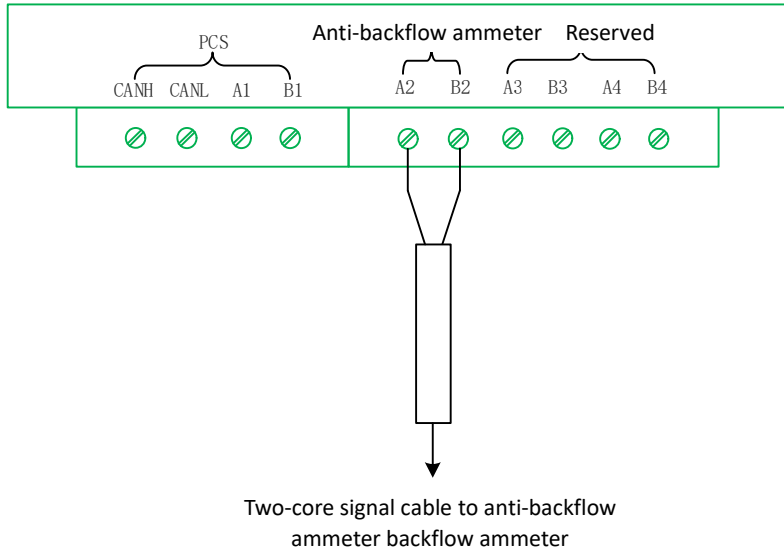 PCS
Anti-backflow ammeter Reserved
CANH CANL A1 B1 A2 B2 A3 B3 A4 B4
Two-core signal cable to anti-backflow
ammeter backflow ammeter